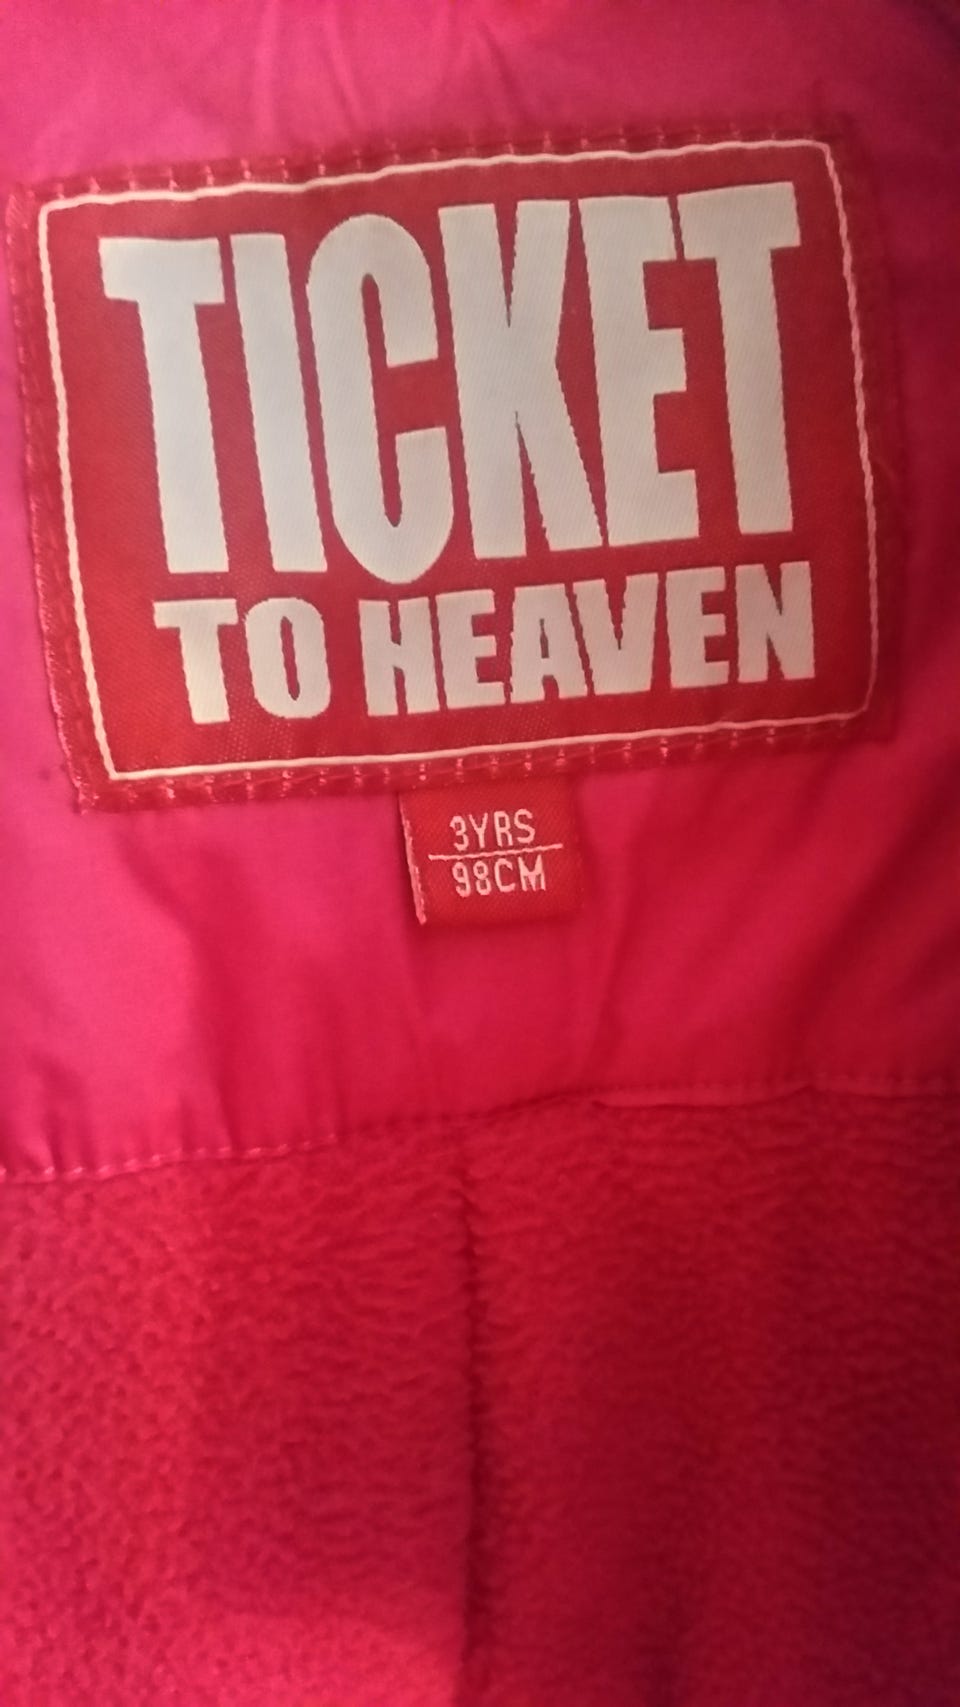 TICKET
TO HEAVEN
3YRS
98CM